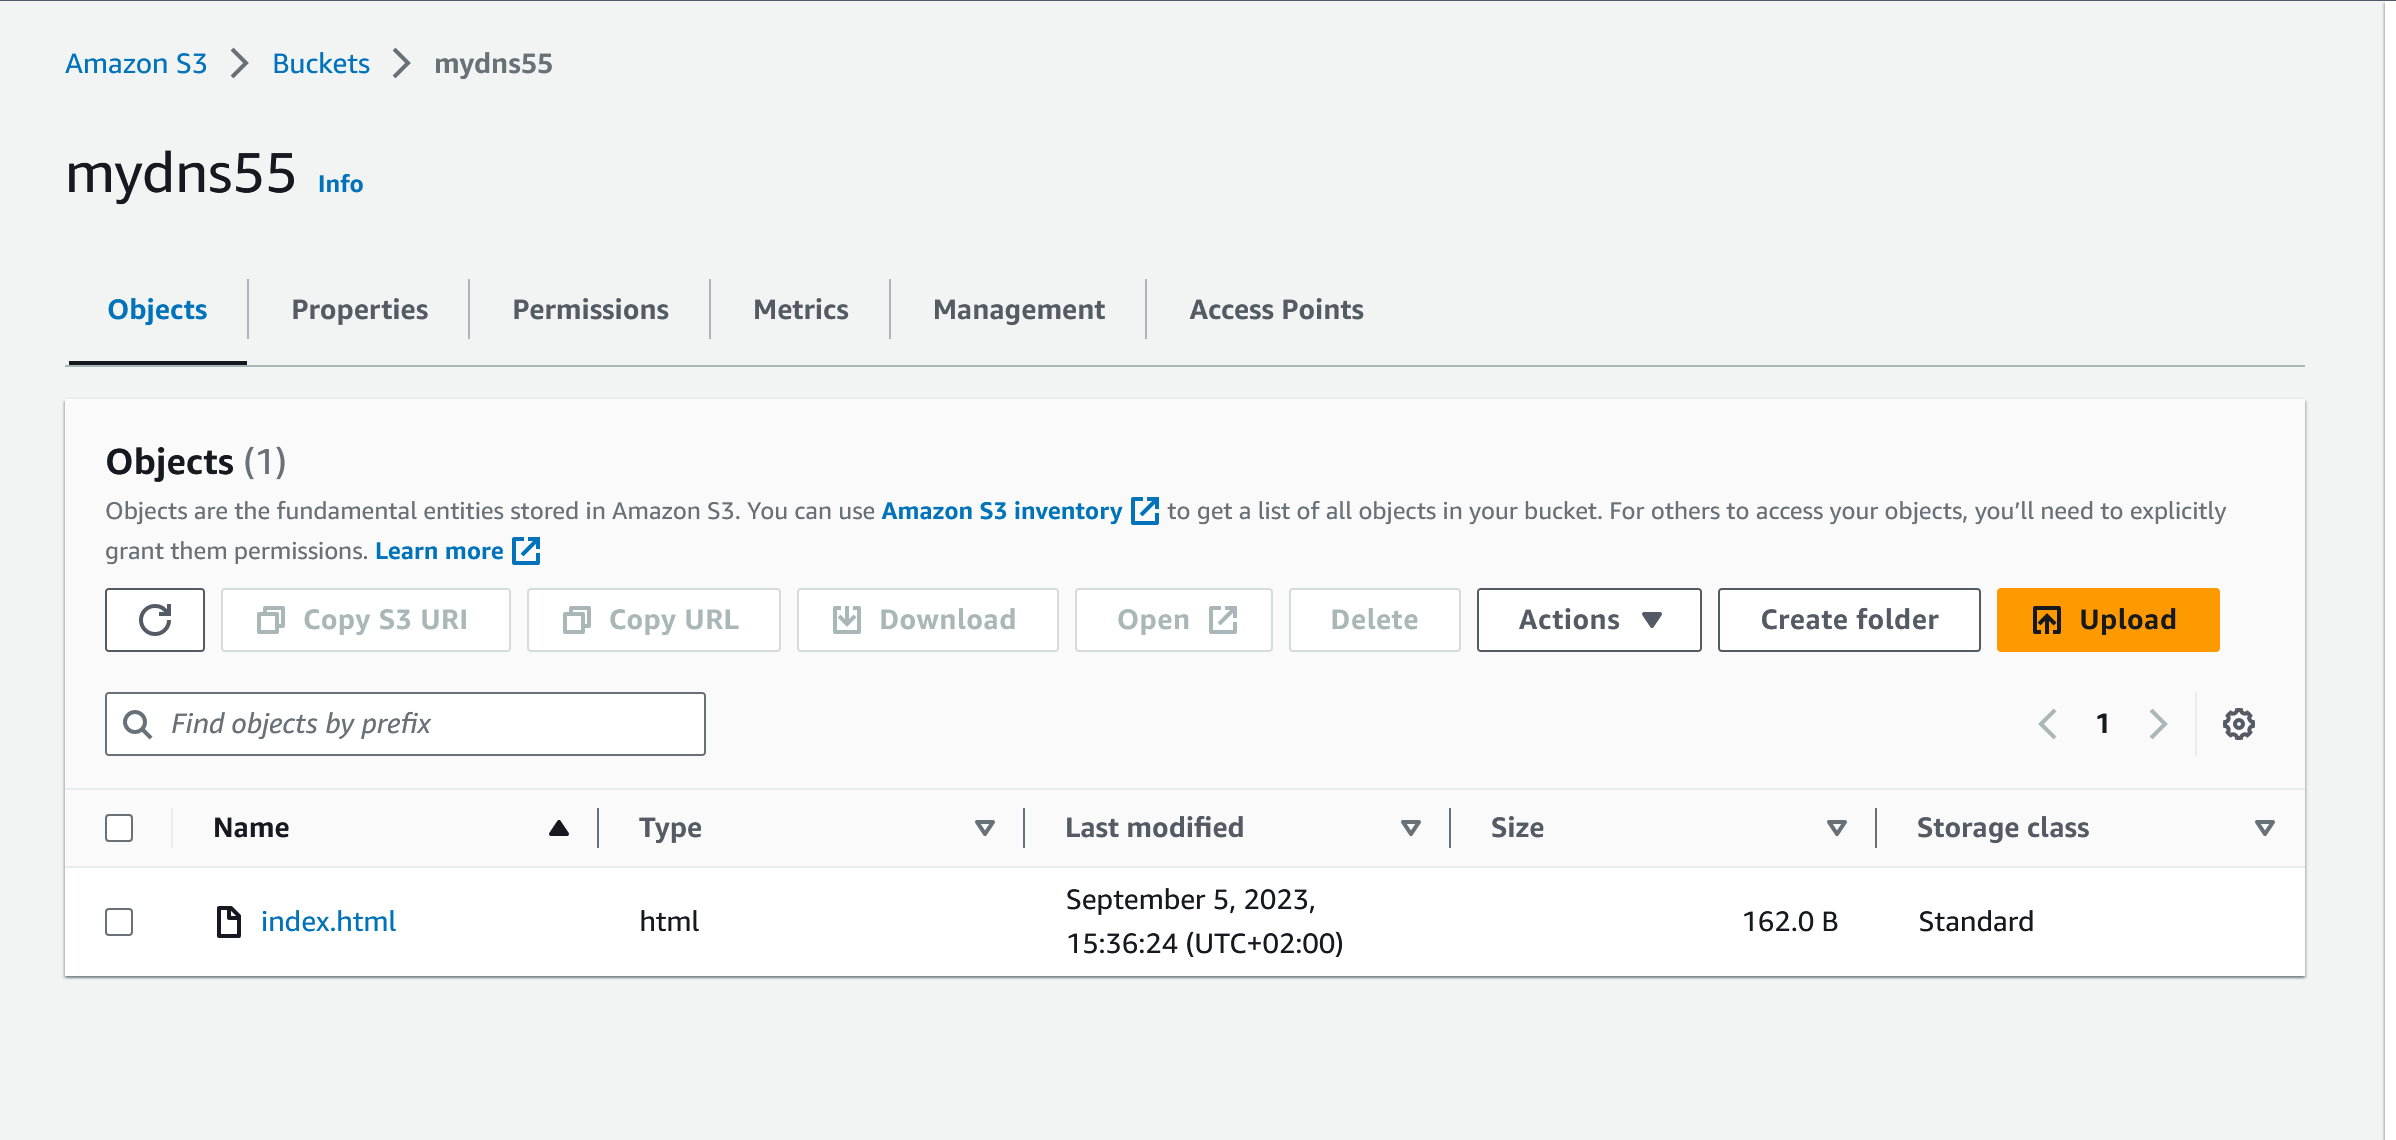 Amazon S3 Buckets mydns55
mydns55 Info
Objects Properties Permissions Metrics Management Access Points
Objects (1)
Objects are the fundamental entities stored in Amazon S3. You can use Amazon S3 inventory to get a list of all objects in your bucket. For others to access your objects, you’ll need to explicitly
grant them permissions. Learn more
Copy S3 URI Copy URL Download Open Delete Actions Create folder Upload
Find objects by prefix 1
Name Type Last modified Size Storage class
index.html html September 5, 2023, 162.0 B Standard
15:36:24 (UTC+02:00)